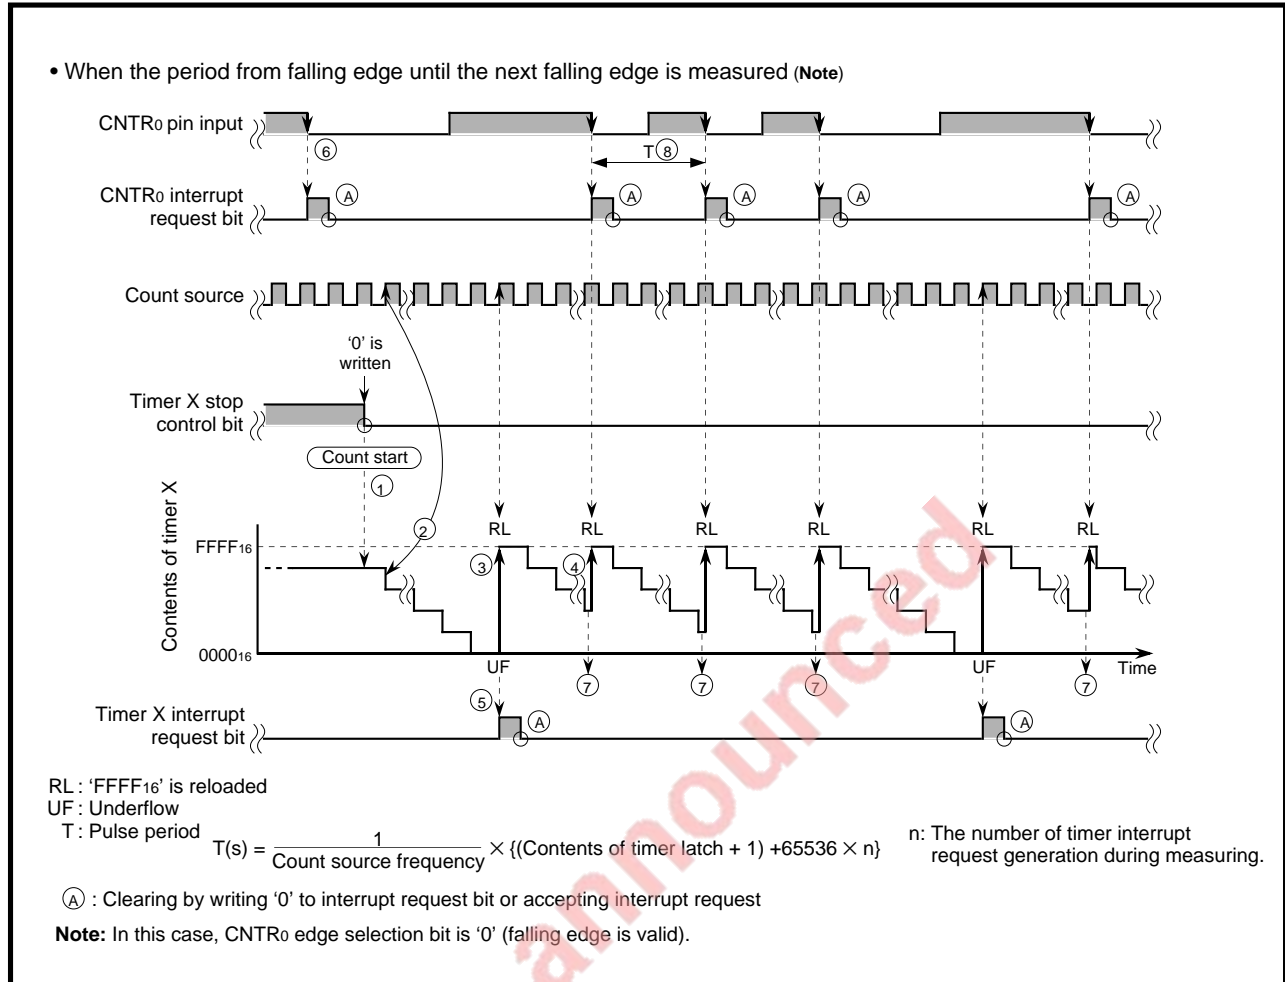 • When the period from falling edge until the next falling edge is measured (Note)
CNTR0 pin input
6
T 8
CNTR0 interrupt
request bit
A A A A A
Count source
‘0’ is
written
Timer X stop
control bit
Count start
1
Contents of timer X
2
RL RL RL RL RL RL
FFFF16
3 4
000016
UF UF Time
7 7 7 7
5
Timer X interrupt
request bit
A A
RL : ‘FFFF16’ is reloaded
UF : Underflow
T : Pulse period
T(s) = 1 / Count source frequency × {(Contents of timer latch + 1) +65536 × n}
n: The number of timer interrupt
request generation during measuring.
A : Clearing by writing ‘0’ to interrupt request bit or accepting interrupt request
Note: In this case, CNTR0 edge selection bit is ‘0’ (falling edge is valid).
announced